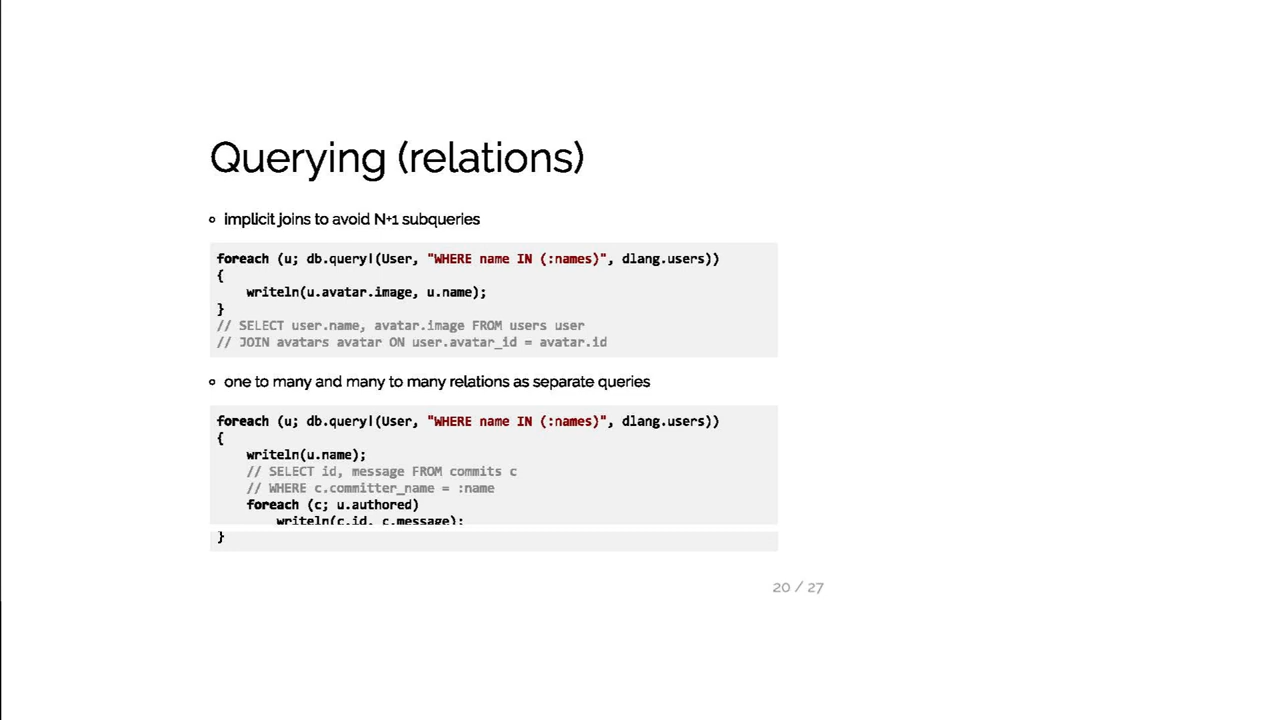 Querying (relations)
implicit joins to avoid N+1 subqueries
foreach (u; db.query!(User, "WHERE name IN (:names)", dlang.users))
{
    writeln(u.avatar.image, u.name);
}
// SELECT user.name, avatar.image FROM users user
// JOIN avatars avatar ON user.avatar_id = avatar.id
one to many and many to many relations as separate queries
foreach (u; db.query!(User, "WHERE name IN (:names)", dlang.users))
{
    writeln(u.name);
    // SELECT id, message FROM commits c
    // WHERE c.committer_name = :name
    foreach (c; u.authored)
        writeln(c.id, c.message);
}
20 / 27